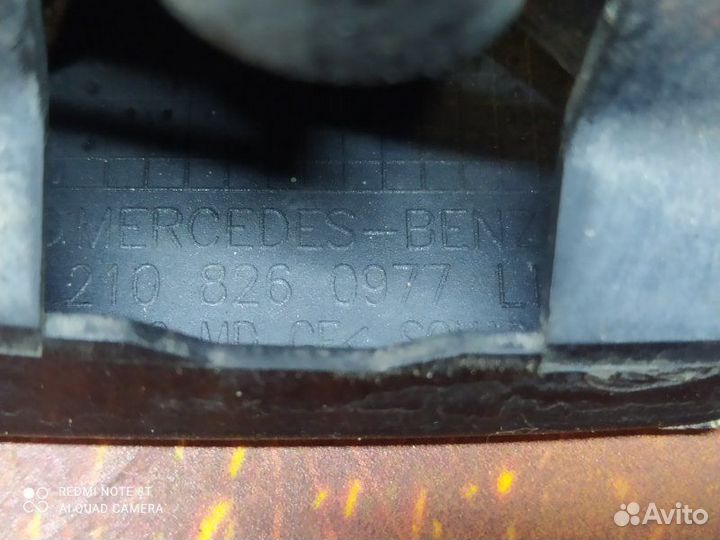 MERCEDES-BENZ
210 826 0977 L
REDMI NOTE 8T
AI QUAD CAMERA
Avito